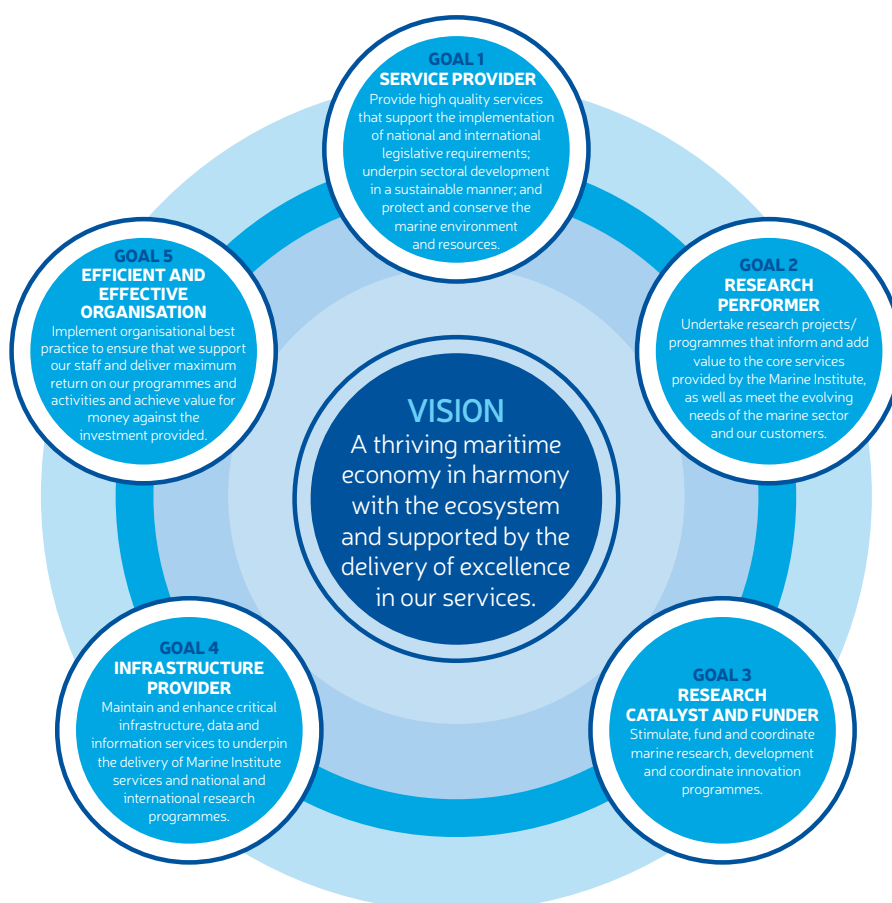 GOAL 1
SERVICE PROVIDER
Provide high quality services
that support the implementation
of national and international
legislative requirements;
underpin sectoral development
in a sustainable manner; and
protect and conserve the
marine environment
and resources.
GOAL 2
RESEARCH
PERFORMER
Undertake research projects/
programmes that inform and add
value to the core services
provided by the Marine Institute,
as well as meet the evolving
needs of the marine sector
and our customers.
GOAL 3
RESEARCH
CATALYST AND FUNDER
Stimulate, fund and coordinate
marine research, development
and coordinate innovation
programmes.
GOAL 4
INFRASTRUCTURE
PROVIDER
Maintain and enhance critical
infrastructure, data and
information services to underpin
the delivery of Marine Institute
services and national and
international research
programmes.
GOAL 5
EFFICIENT AND
EFFECTIVE
ORGANISATION
Implement organisational best
practice to ensure that we support
our staff and deliver maximum
return on our programmes and
activities and achieve value for
money against the
investment provided.
VISION
A thriving maritime
economy in harmony
with the ecosystem
and supported by the
delivery of excellence
in our services.